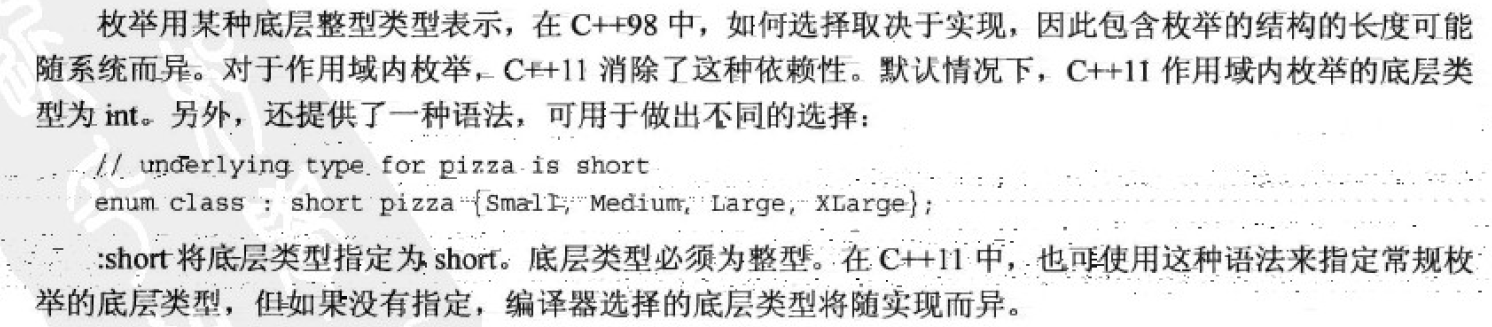 枚举用某种底层整型类型表示，在 C++98 中，如何选择取决于实现，因此包含枚举的结构的长度可能
随系统而异。对于作用域内枚举，C++11 消除了这种依赖性。默认情况下，C++11 作用域内枚举的底层类
型为 int。另外，还提供了一种语法，可用于做出不同的选择：
// underlying type for pizza is short
enum class : short pizza {Small, Medium, Large, XLarge};
:short 将底层类型指定为 short。底层类型必须为整型。在 C++11 中，也可使用这种语法来指定常规枚
举的底层类型，但如果没有指定，编译器选择的底层类型将随实现而异。